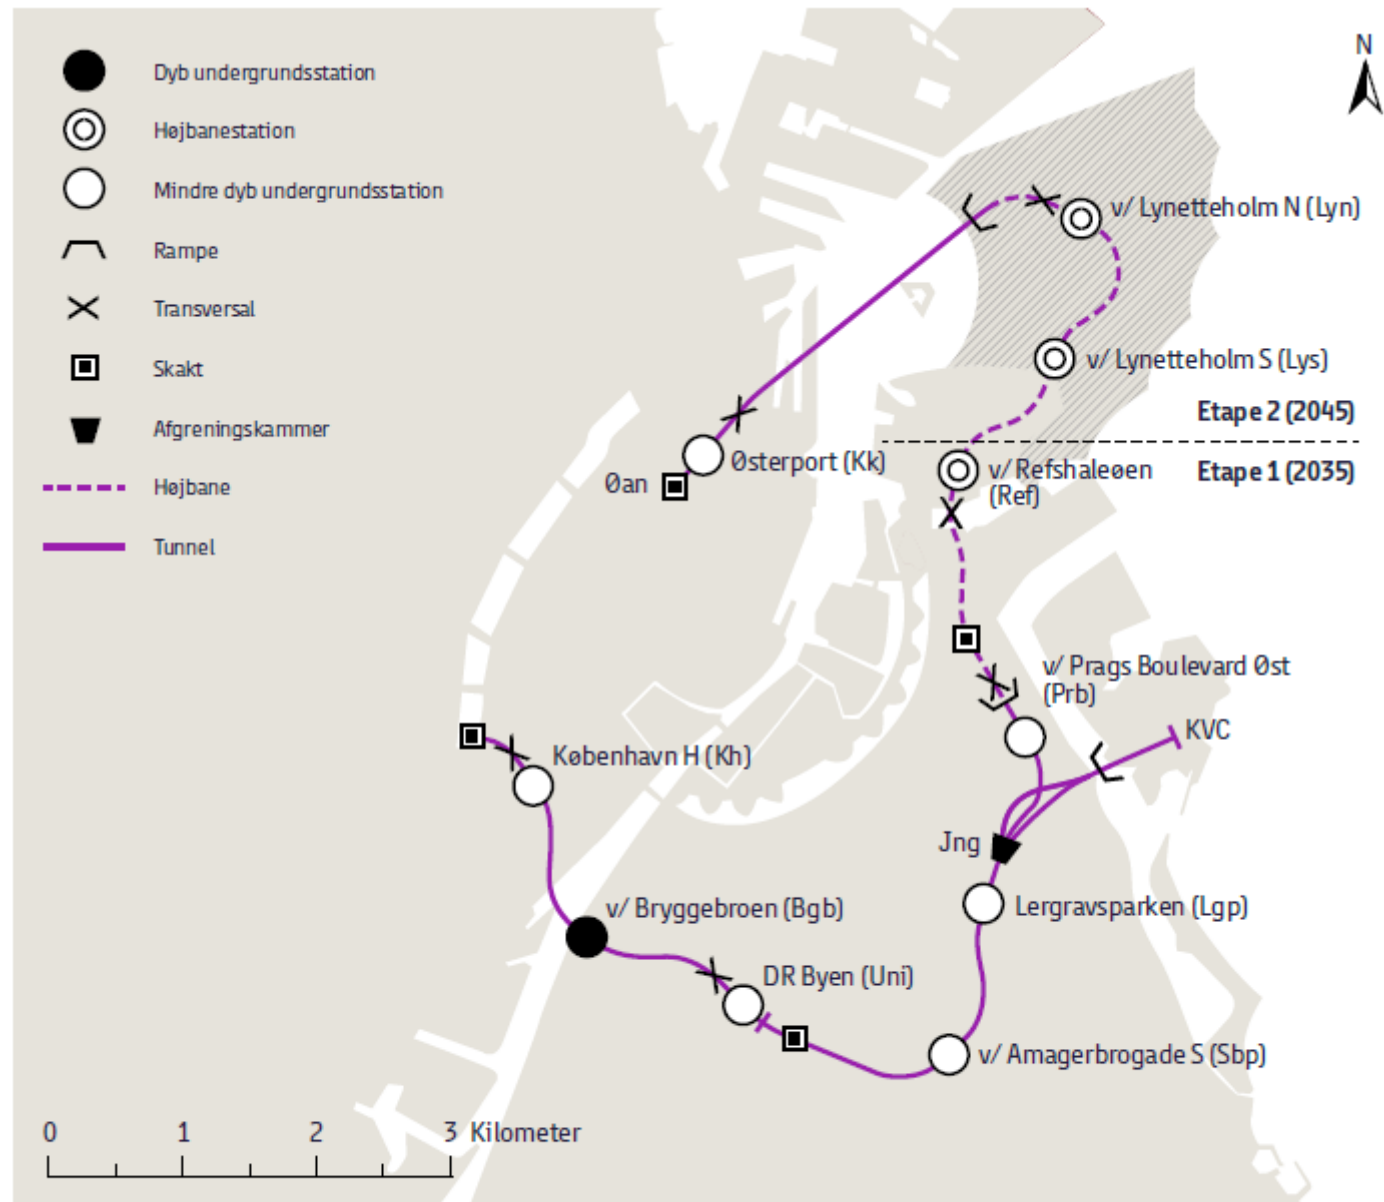 Dyb undergrundsstation
Højbanestation
Mindre dyb undergrundsstation
Rampe
Transversal
Skakt
Afgreningskammer
Højbane
Tunnel
N
v/ Lynetteholm N (Lyn)
v/ Lynetteholm S (Lys)
Etape 2 (2045)
Østerport (Kk)
Øan
v/ Refshaleøen
(Ref)
Etape 1 (2035)
v/ Prags Boulevard Øst
(Prb)
KVC
København H (Kh)
Jng
v/ Bryggebroen (Bgb)
Lergravsparken (Lgp)
DR Byen (Uni)
v/ Amagerbrogade S (Sbp)
0 1 2 3 Kilometer